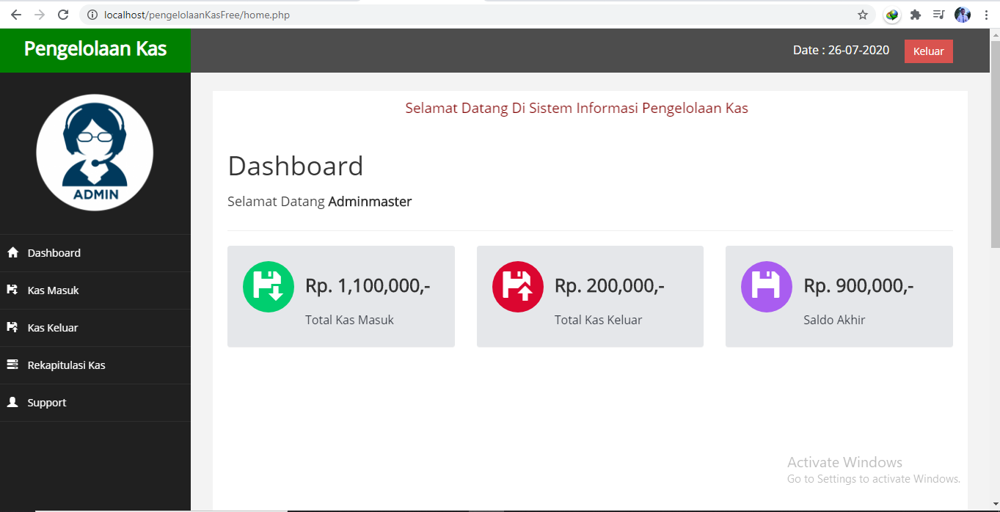 localhost/pengelolaanKasFree/home.php
Pengelolaan Kas
Date : 26-07-2020
Keluar
ADMIN
Dashboard
Kas Masuk
Kas Keluar
Rekapitulasi Kas
Support
Selamat Datang Di Sistem Informasi Pengelolaan Kas
Dashboard
Selamat Datang Adminmaster
Rp. 1,100,000,-
Total Kas Masuk
Rp. 200,000,-
Total Kas Keluar
Rp. 900,000,-
Saldo Akhir
Activate Windows
Go to Settings to activate Windows.